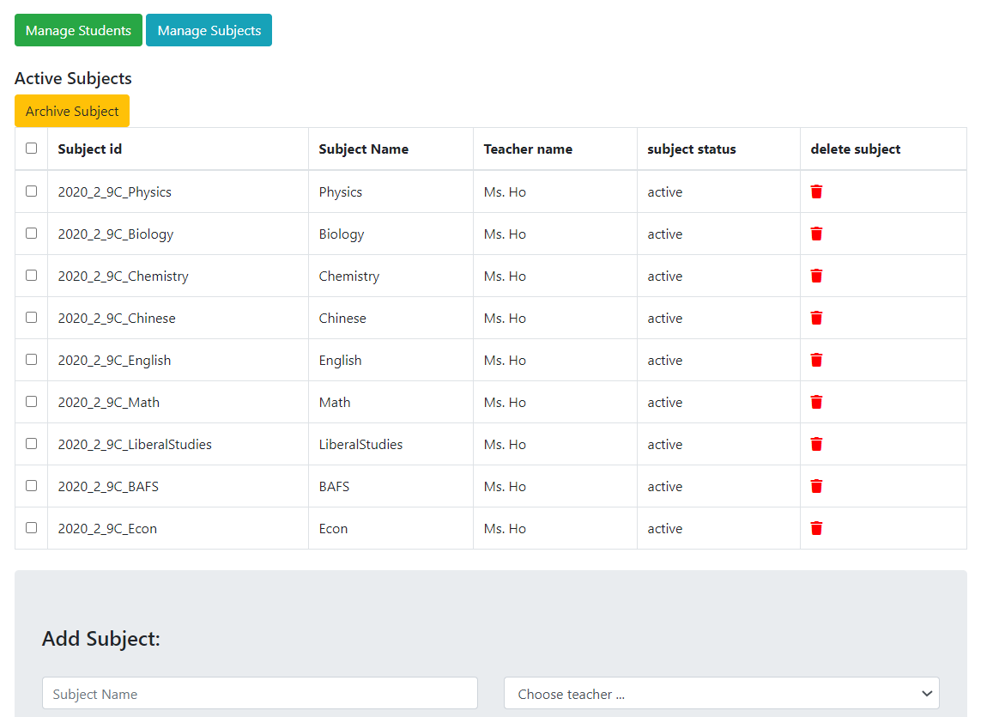 Manage Students Manage Subjects
Active Subjects
Archive Subject
Subject id Subject Name Teacher name subject status delete subject
2020_2_9C_Physics Physics Ms. Ho active
2020_2_9C_Biology Biology Ms. Ho active
2020_2_9C_Chemistry Chemistry Ms. Ho active
2020_2_9C_Chinese Chinese Ms. Ho active
2020_2_9C_English English Ms. Ho active
2020_2_9C_Math Math Ms. Ho active
2020_2_9C_LiberalStudies LiberalStudies Ms. Ho active
2020_2_9C_BAFS BAFS Ms. Ho active
2020_2_9C_Econ Econ Ms. Ho active
Add Subject:
Subject Name Choose teacher ...